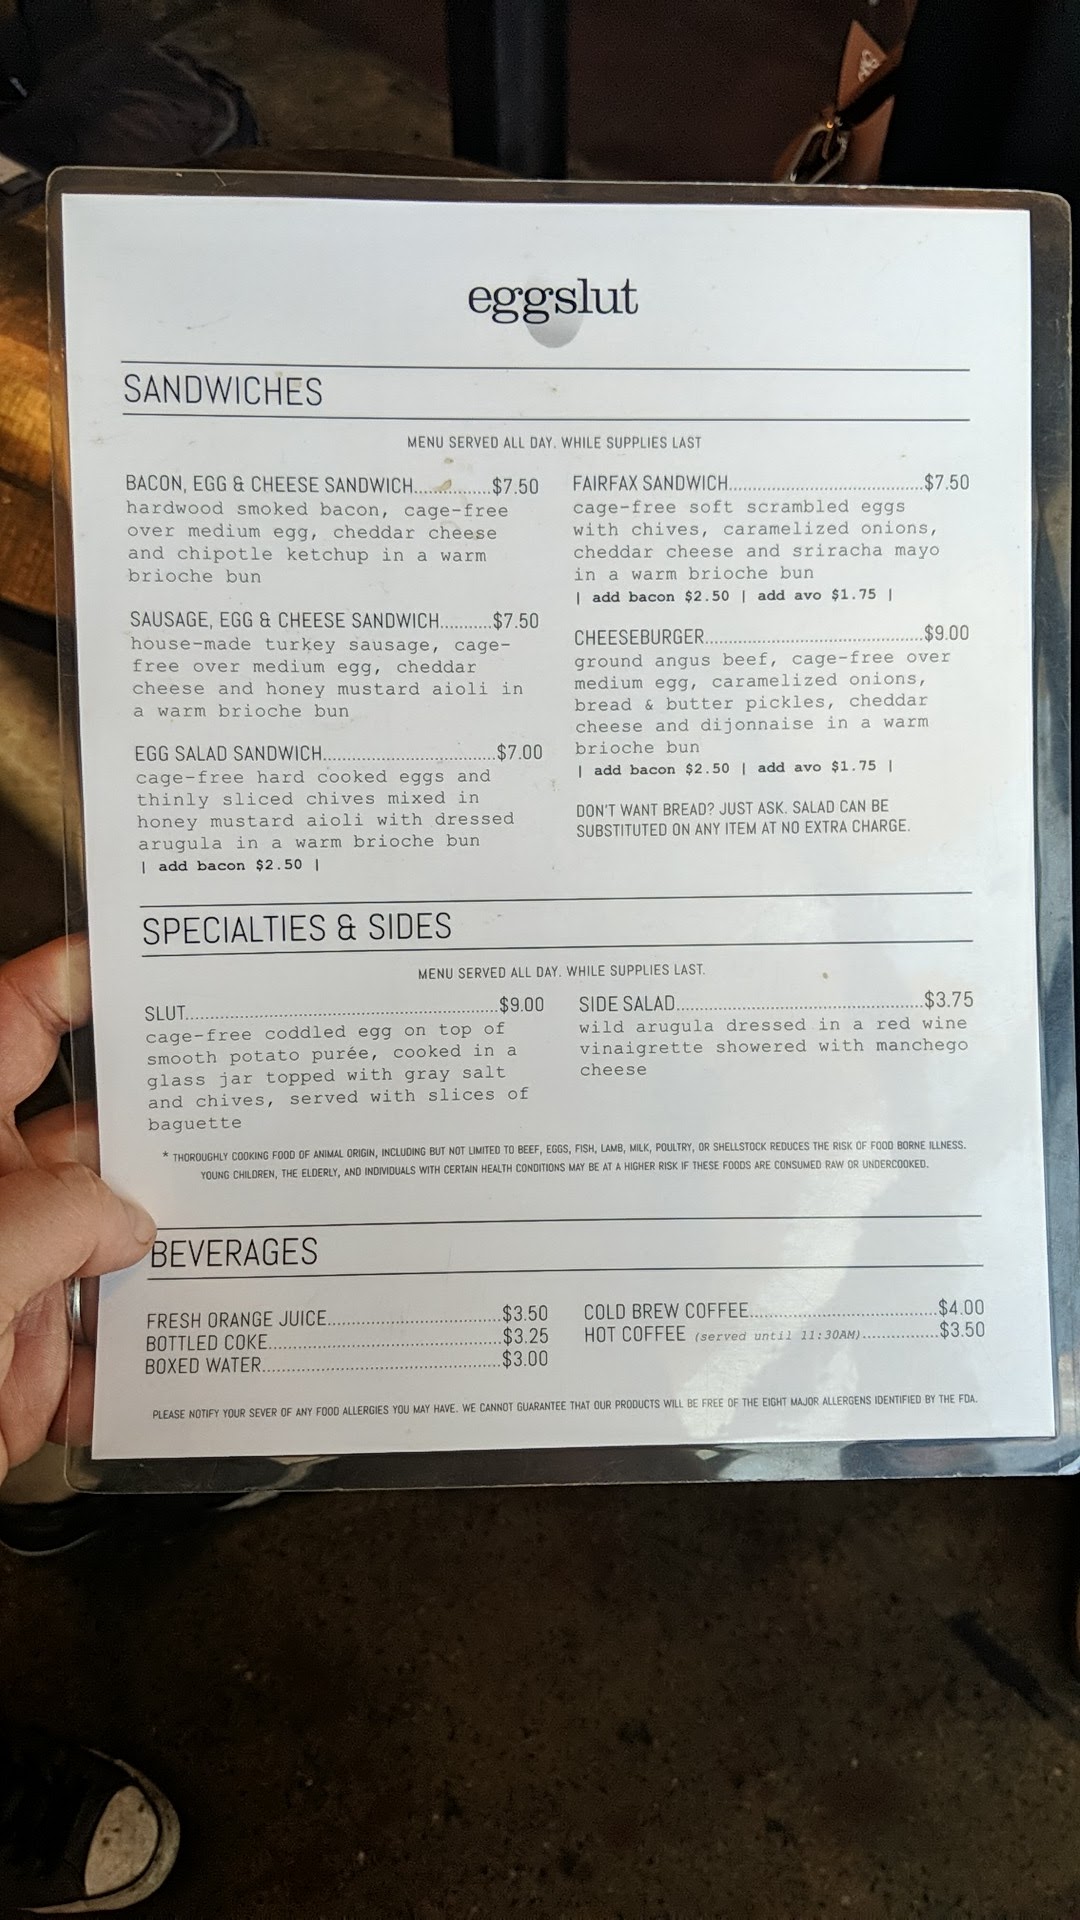 eggslut
SANDWICHES
MENU SERVED ALL DAY. WHILE SUPPLIES LAST
BACON, EGG & CHEESE SANDWICH................$7.50
hardwood smoked bacon, cage-free
over medium egg, cheddar cheese
and chipotle ketchup in a warm
brioche bun
SAUSAGE, EGG & CHEESE SANDWICH..........$7.50
house-made turkey sausage, cage-
free over medium egg, cheddar
cheese and honey mustard aioli in
a warm brioche bun
EGG SALAD SANDWICH...................................$7.00
cage-free hard cooked eggs and
thinly sliced chives mixed in
honey mustard aioli with dressed
arugula in a warm brioche bun
| add bacon $2.50 |
FAIRFAX SANDWICH.......................................$7.50
cage-free soft scrambled eggs
with chives, caramelized onions,
cheddar cheese and sriracha mayo
in a warm brioche bun
| add bacon $2.50 | add avo $1.75 |
CHEESEBURGER............................................$9.00
ground angus beef, cage-free over
medium egg, caramelized onions,
bread & butter pickles, cheddar
cheese and dijonnaise in a warm
brioche bun
| add bacon $2.50 | add avo $1.75 |
DON'T WANT BREAD? JUST ASK. SALAD CAN BE
SUBSTITUTED ON ANY ITEM AT NO EXTRA CHARGE.
SPECIALTIES & SIDES
MENU SERVED ALL DAY. WHILE SUPPLIES LAST.
SLUT...............................................................$9.00
cage-free coddled egg on top of
smooth potato purée, cooked in a
glass jar topped with gray salt
and chives, served with slices of
baguette
SIDE SALAD..................................................$3.75
wild arugula dressed in a red wine
vinaigrette showered with manchego
cheese
* THOROUGHLY COOKING FOOD OF ANIMAL ORIGIN, INCLUDING BUT NOT LIMITED TO BEEF, EGGS, FISH, LAMB, MILK, POULTRY, OR SHELLSTOCK REDUCES THE RISK OF FOOD BORNE ILLNESS.
YOUNG CHILDREN, THE ELDERLY, AND INDIVIDUALS WITH CERTAIN HEALTH CONDITIONS MAY BE AT A HIGHER RISK IF THESE FOODS ARE CONSUMED RAW OR UNDERCOOKED.
BEVERAGES
FRESH ORANGE JUICE...................................$3.50
BOTTLED COKE...............................................$3.25
BOXED WATER................................................$3.00
COLD BREW COFFEE......................................$4.00
HOT COFFEE (served until 11:30AM)...............$3.50
PLEASE NOTIFY YOUR SEVER OF ANY FOOD ALLERGIES YOU MAY HAVE. WE CANNOT GUARANTEE THAT OUR PRODUCTS WILL BE FREE OF THE EIGHT MAJOR ALLERGENS IDENTIFIED BY THE FDA.